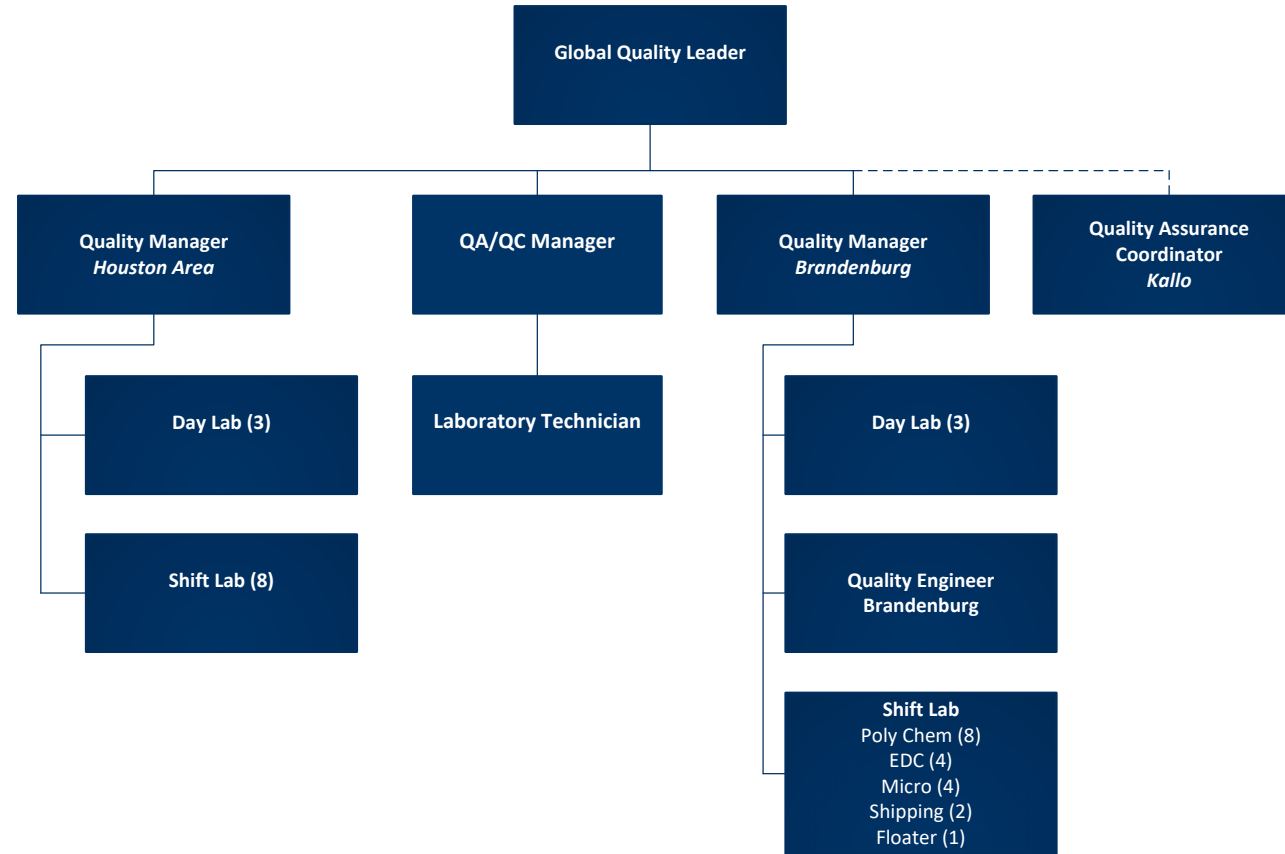 Global Quality Leader
Quality Manager
Houston Area
QA/QC Manager
Quality Manager
Brandenburg
Quality Assurance
Coordinator
Kallo
Day Lab (3)
Laboratory Technician
Day Lab (3)
Shift Lab (8)
Quality Engineer
Brandenburg
Shift Lab
Poly Chem (8)
EDC (4)
Micro (4)
Shipping (2)
Floater (1)